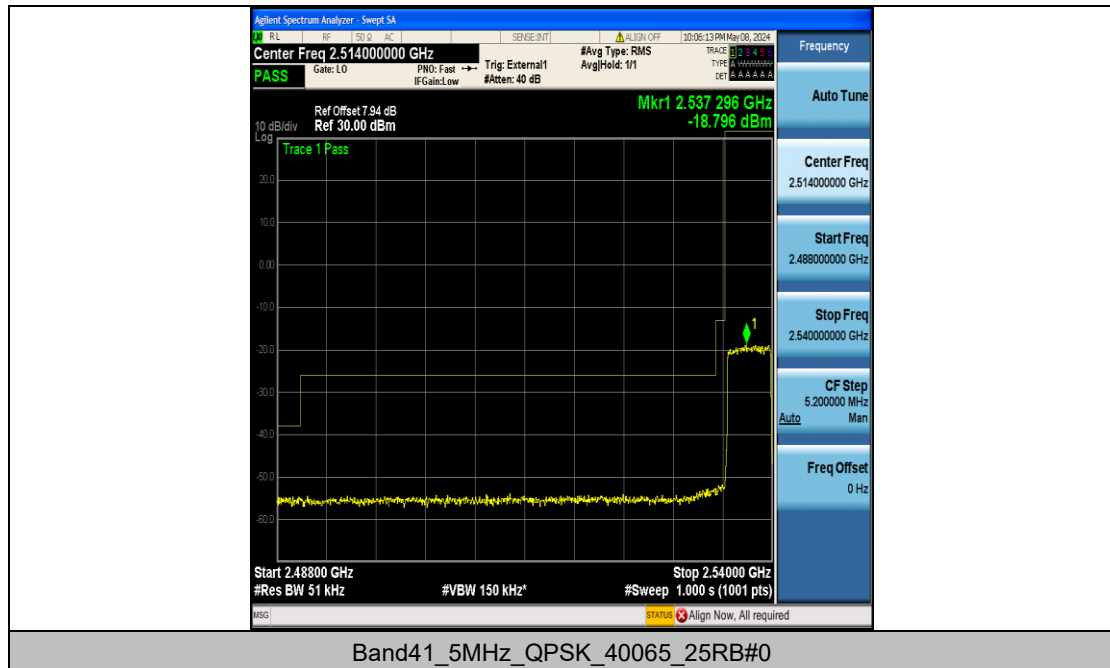 Agilent Spectrum Analyzer - Swept SA
RL RF 50 Ω AC SENSE:INT ALIGN OFF 10:06:13 PM May 08, 2024
Center Freq 2.514000000 GHz #Avg Type: RMS TRACE 1 2 3 4 5 6
PASS Gate: LO PNO: Fast Trig: External1 Avg|Hold: 1/1 TYPE A
IFGain:Low #Atten: 40 dB DET A A A A A A
Mkr1 2.537 296 GHz
-18.796 dBm
Ref Offset 7.94 dB
10 dB/div Ref 30.00 dBm
Log
Trace 1 Pass
20.0
10.0
0.00
-10.0
1
-20.0
-30.0
-40.0
-50.0
-60.0
Start 2.48800 GHz Stop 2.54000 GHz
#Res BW 51 kHz #VBW 150 kHz* #Sweep 1.000 s (1001 pts)
MSG STATUS Align Now, All required
Frequency
Auto Tune
Center Freq
2.514000000 GHz
Start Freq
2.488000000 GHz
Stop Freq
2.540000000 GHz
CF Step
5.200000 MHz
Auto Man
Freq Offset
0 Hz
Band41_5MHz_QPSK_40065_25RB#0